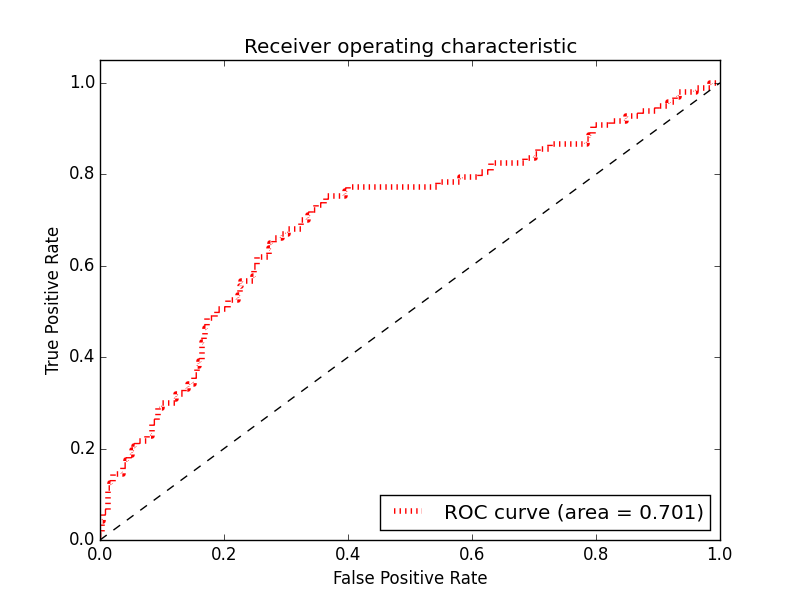 Receiver operating characteristic
True Positive Rate
1.0
0.8
0.6
0.4
0.2
0.0
ROC curve (area = 0.701)
0.0 0.2 0.4 0.6 0.8 1.0
False Positive Rate